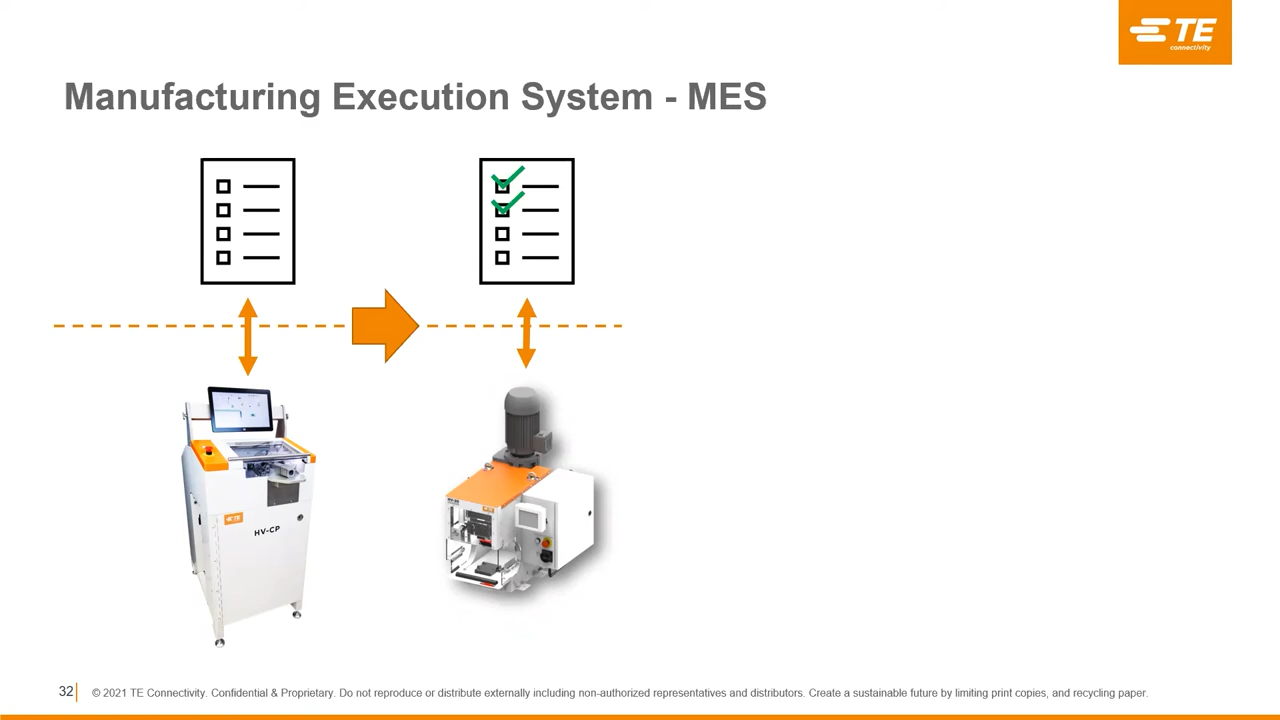 TE
connectivity
Manufacturing Execution System - MES
TE
HV-CP
32
© 2021 TE Connectivity. Confidential & Proprietary. Do not reproduce or distribute externally including non-authorized representatives and distributors. Create a sustainable future by limiting print copies, and recycling paper.